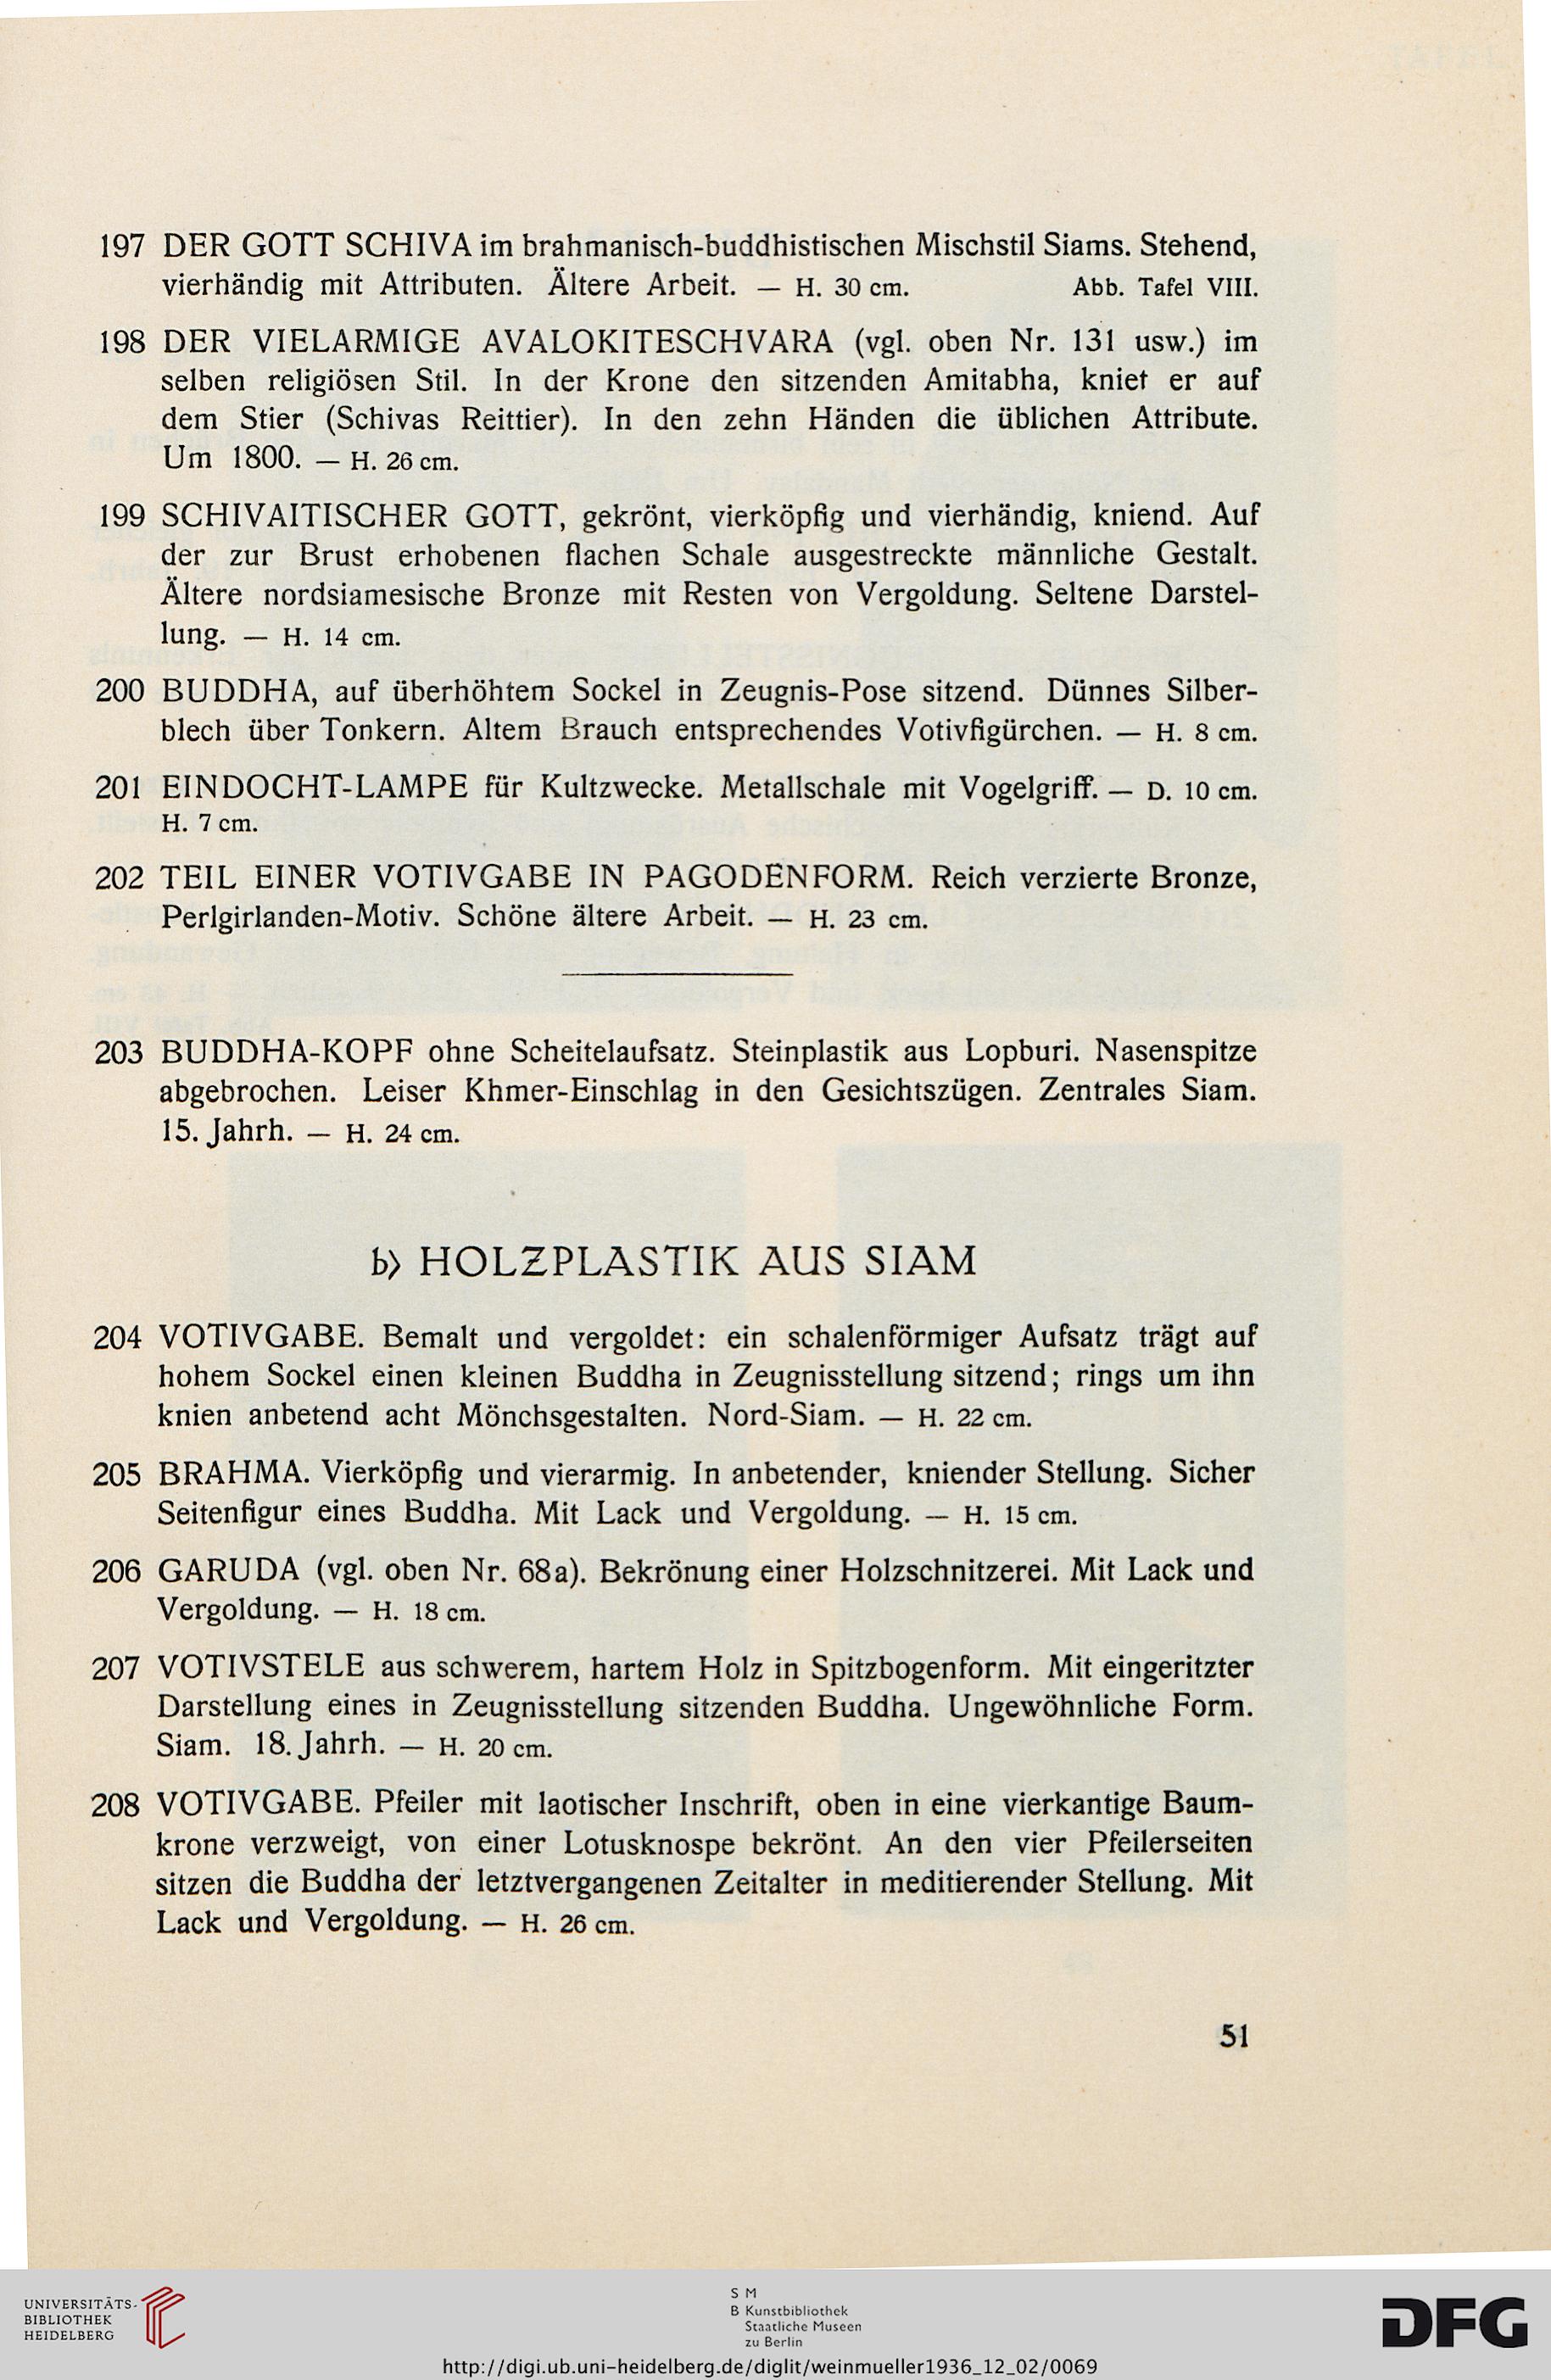 197 DER GOTT SCHIVA im brahmanisch-buddhistischen Mischstil Siams. Stehend,
vierhändig mit Attributen. Ältere Arbeit. — H. 30 cm. Abb. Tafel VIII.
198 DER VIELARMIGE AVALOKITESCHVARA (vgl. oben Nr. 131 usw.) im
selben religiösen Stil. In der Krone den sitzenden Amitabha, kniet er auf
dem Stier (Schivas Reittier). In den zehn Händen die üblichen Attribute.
Um 1800. — H. 26 cm.
199 SCHIVAITISCHER GOTT, gekrönt, vierköpfig und vierhändig, kniend. Auf
der zur Brust erhobenen flachen Schale ausgestreckte männliche Gestalt.
Ältere nordsiamesische Bronze mit Resten von Vergoldung. Seltene Darstel-
lung. — H. 14 cm.
200 BUDDHA, auf überhöhtem Sockel in Zeugnis-Pose sitzend. Dünnes Silber-
blech über Tonkern. Altem Brauch entsprechendes Votivfigürchen. — H. 8 cm.
201 EINDOCHT-LAMPE für Kultzwecke. Metallschale mit Vogelgriff. — D. 10 cm.
H. 7 cm.
202 TEIL EINER VOTIVGABE IN PAGODENFORM. Reich verzierte Bronze,
Perlgirlanden-Motiv. Schöne ältere Arbeit. — H. 23 cm.
203 BUDDHA-KOPF ohne Scheitelaufsatz. Steinplastik aus Lopburi. Nasenspitze
abgebrochen. Leiser Khmer-Einschlag in den Gesichtszügen. Zentrales Siam.
15. Jahrh. — H. 24 cm.
b) HOLZPLASTIK AUS SIAM
204 VOTIVGABE. Bemalt und vergoldet: ein schalenförmiger Aufsatz trägt auf
hohem Sockel einen kleinen Buddha in Zeugnisstellung sitzend; rings um ihn
knien anbetend acht Mönchsgestalten. Nord-Siam. — H. 22 cm.
205 BRAHMA. Vierköpfig und vierarmig. In anbetender, kniender Stellung. Sicher
Seitenfigur eines Buddha. Mit Lack und Vergoldung. — H. 15 cm.
206 GARUDA (vgl. oben Nr. 68a). Bekrönung einer Holzschnitzerei. Mit Lack und
Vergoldung. — H. 18 cm.
207 VOTIVSTELE aus schwerem, hartem Holz in Spitzbogenform. Mit eingeritzter
Darstellung eines in Zeugnisstellung sitzenden Buddha. Ungewöhnliche Form.
Siam. 18. Jahrh. — H. 20 cm.
208 VOTIVGABE. Pfeiler mit laotischer Inschrift, oben in eine vierkantige Baum-
krone verzweigt, von einer Lotusknospe bekrönt. An den vier Pfeilerseiten
sitzen die Buddha der letztvergangenen Zeitalter in meditierender Stellung. Mit
Lack und Vergoldung. — H. 26 cm.
51
UNIVERSITÄTS-
BIBLIOTHEK
HEIDELBERG
S M
B Kunstbibliothek
Staatliche Museen
zu Berlin
DFG
http://digi.ub.uni-heidelberg.de/diglit/weinmueller1936_12_02/0069